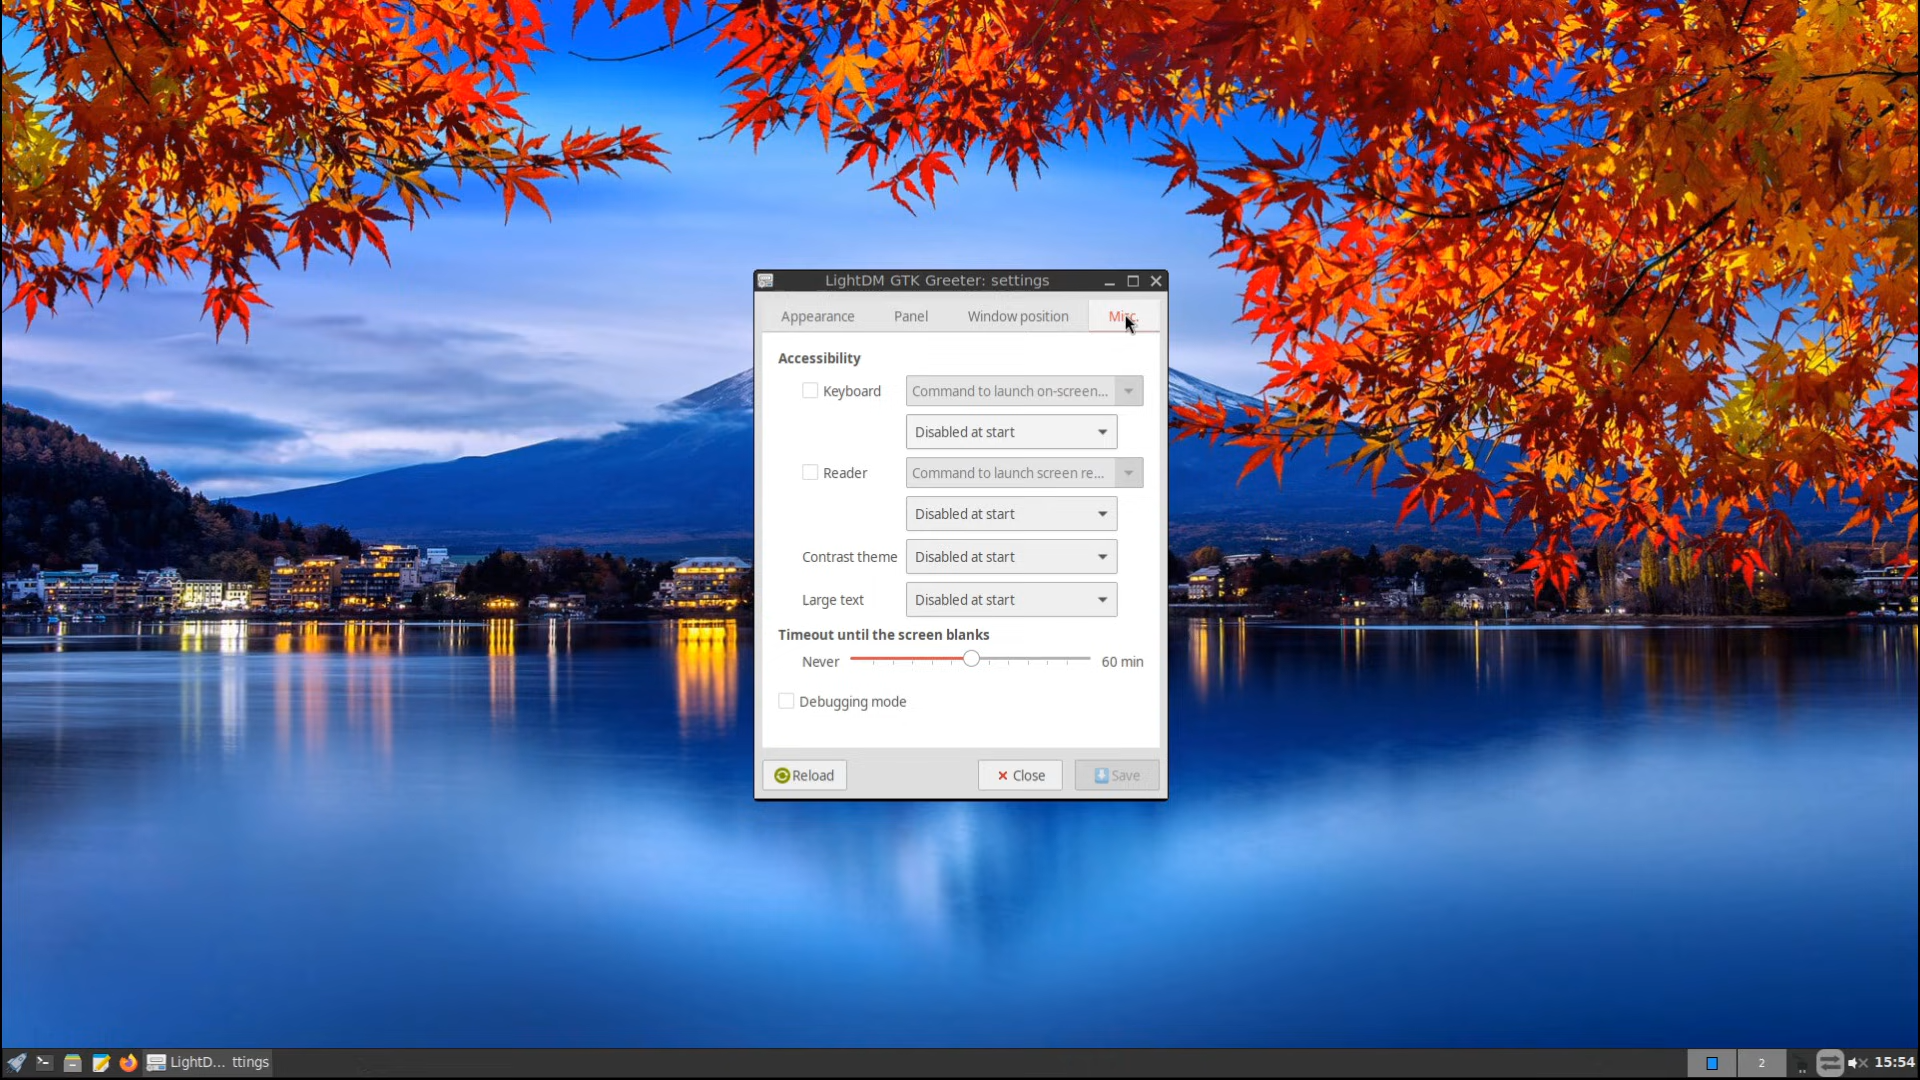 LightDM GTK Greeter: settings
Appearance Panel Window position Misc.
Accessibility
Keyboard Command to launch on-screen...
Disabled at start
Reader Command to launch screen re...
Disabled at start
Contrast theme Disabled at start
Large text Disabled at start
Timeout until the screen blanks
Never 60 min
Debugging mode
Reload Close Save
LightD... ttings 2 15:54